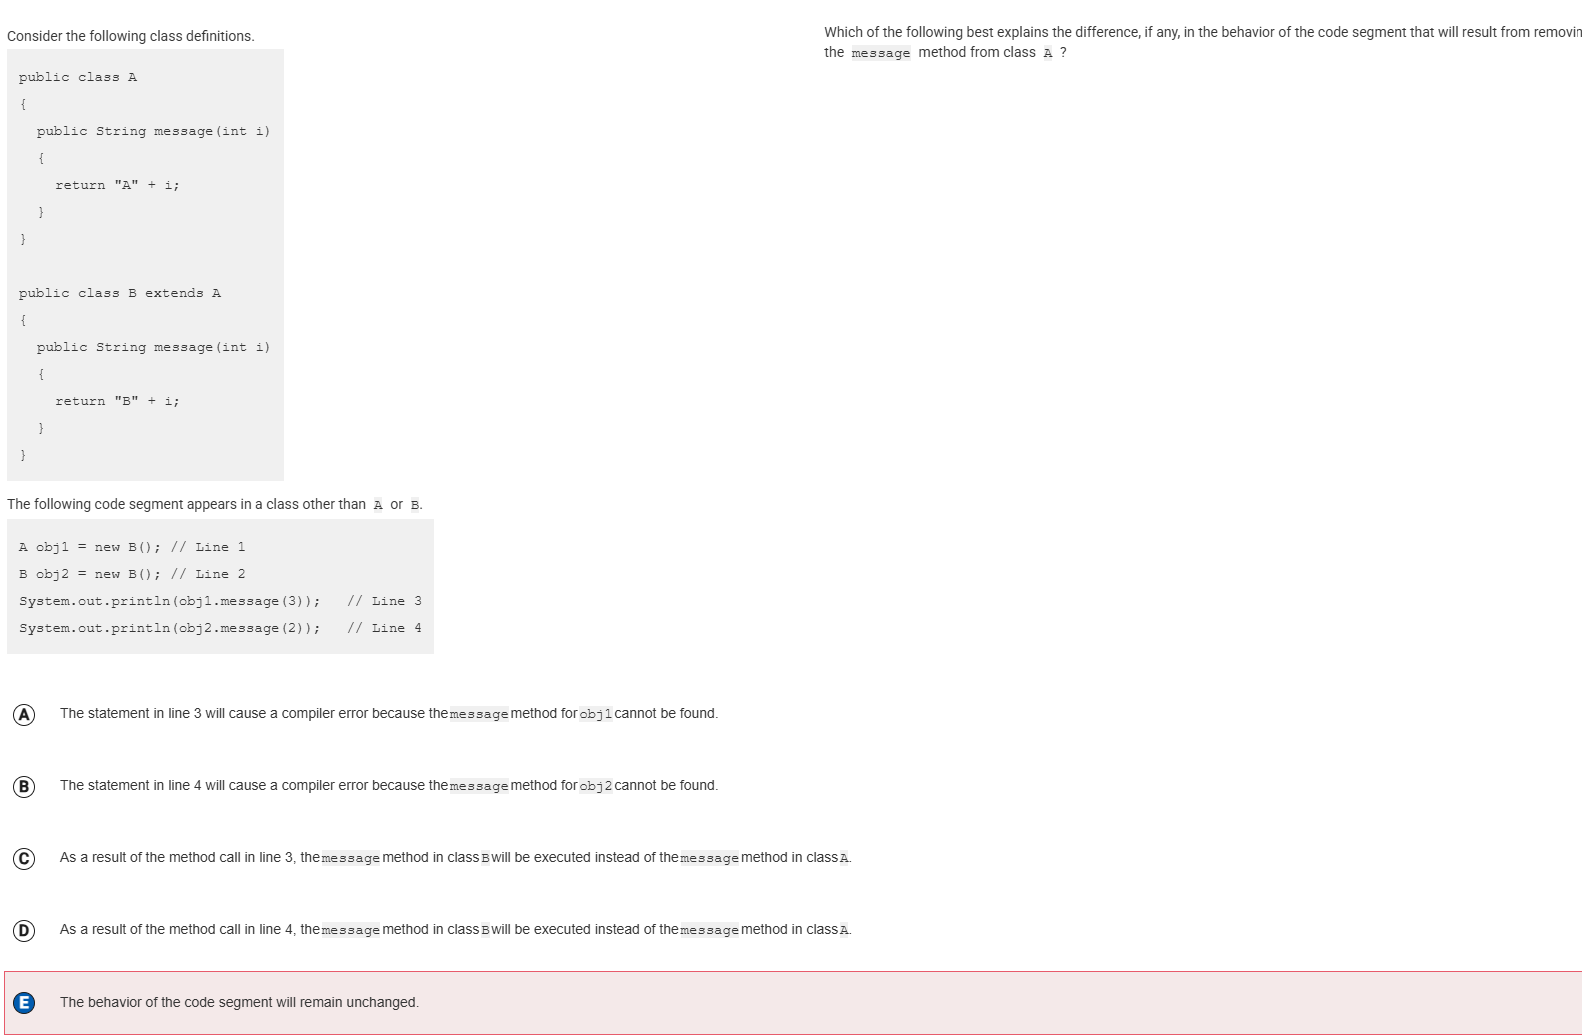 Consider the following class definitions.
public class A
{
public String message(int i)
{
return "A" + i;
}
}
public class B extends A
{
public String message(int i)
{
return "B" + i;
}
}
The following code segment appears in a class other than A or B.
A obj1 = new B(); // Line 1
B obj2 = new B(); // Line 2
System.out.println(obj1.message(3)); // Line 3
System.out.println(obj2.message(2)); // Line 4
Which of the following best explains the difference, if any, in the behavior of the code segment that will result from removin
the message method from class A ?
A The statement in line 3 will cause a compiler error because the message method for obj1 cannot be found.
B The statement in line 4 will cause a compiler error because the message method for obj2 cannot be found.
C As a result of the method call in line 3, the message method in class B will be executed instead of the message method in class A.
D As a result of the method call in line 4, the message method in class B will be executed instead of the message method in class A.
E The behavior of the code segment will remain unchanged.